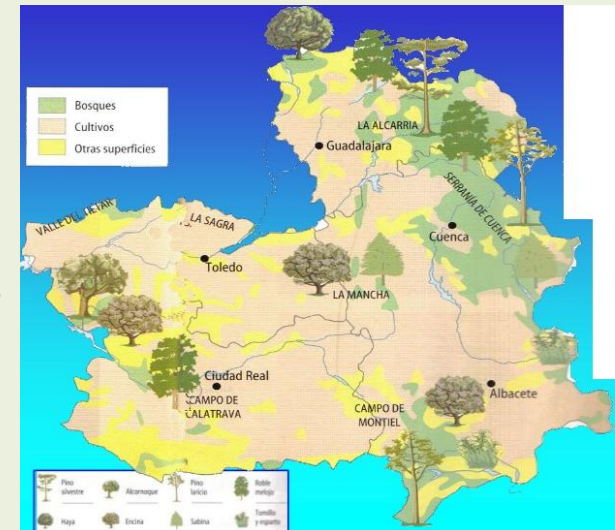 Bosques
Cultivos
Otras superficies
LA ALCARRIA
Guadalajara
SERRANÍA DE CUENCA
VALLE DEL TIÉTAR
LA SAGRA
Cuenca
Toledo
LA MANCHA
Ciudad Real
CAMPO DE
CALATRAVA
CAMPO DE
MONTIEL
Albacete
Pino
silvestre
Alcornoque
Pino
laricio
Roble
melojo
Haya
Encina
Sabina
Tomillo
y esparto